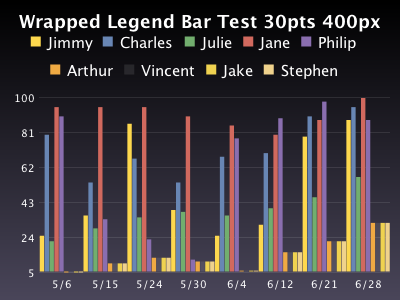 Wrapped Legend Bar Test 30pts 400px
Jimmy Charles Julie Jane Philip
Arthur Vincent Jake Stephen
100
81
62
43
24
5
5/6 5/15 5/24 5/30 6/4 6/12 6/21 6/28